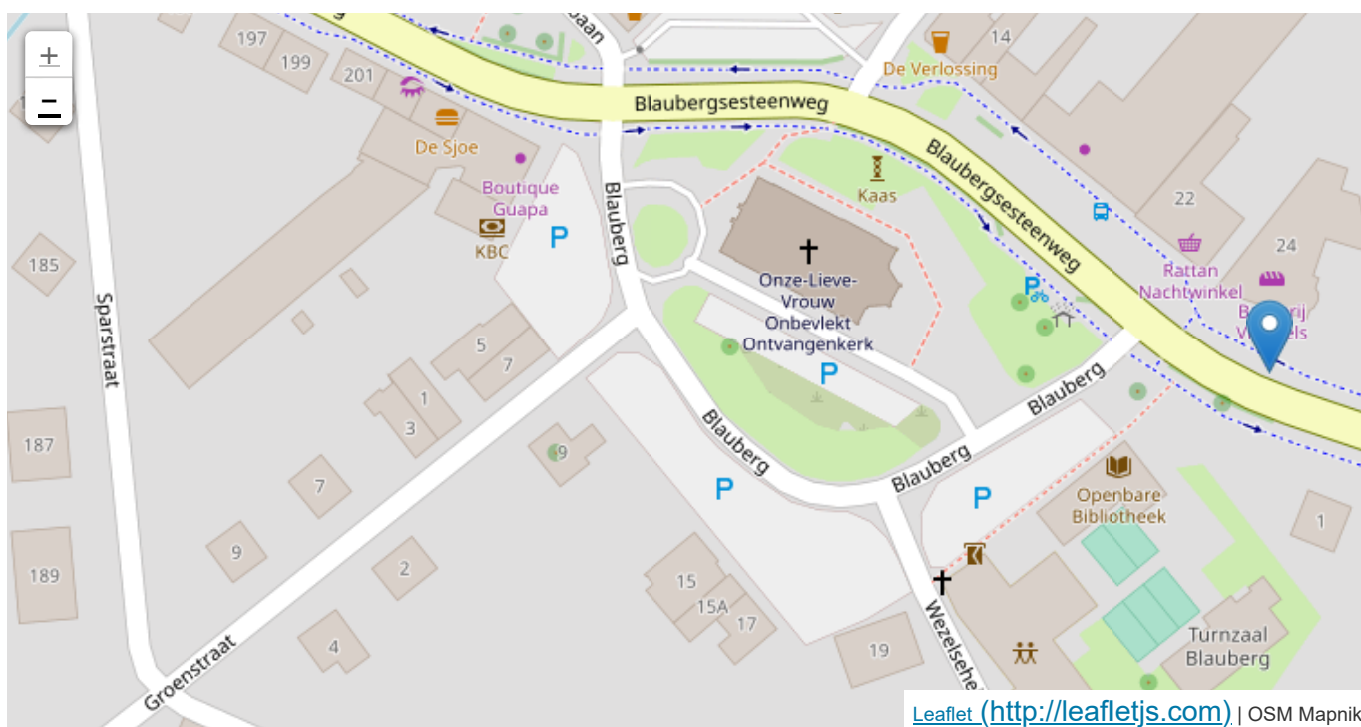 +
−
197
199
201
baan
14
De Verlossing
Blaubergsesteenweg
De Sjoe
Blaubergsesteenweg
Kaas
Boutique
Guapa
KBC
P
Blauberg
22
24
Rattan
Nachtwinkel
185
Sparstraat
Onze-Lieve-
Vrouw
Onbevlekt
Ontvangenkerk
P
P
5
7
1
3
Blauberg
Blauberg
Blauberg
187
9
7
P
P
Openbare
Bibliotheek
1
9
2
189
15
15A
17
19
4
Groenstraat
Wezelsehe
Turnzaal
Blauberg
Leaflet (http://leafletjs.com) | OSM Mapnik